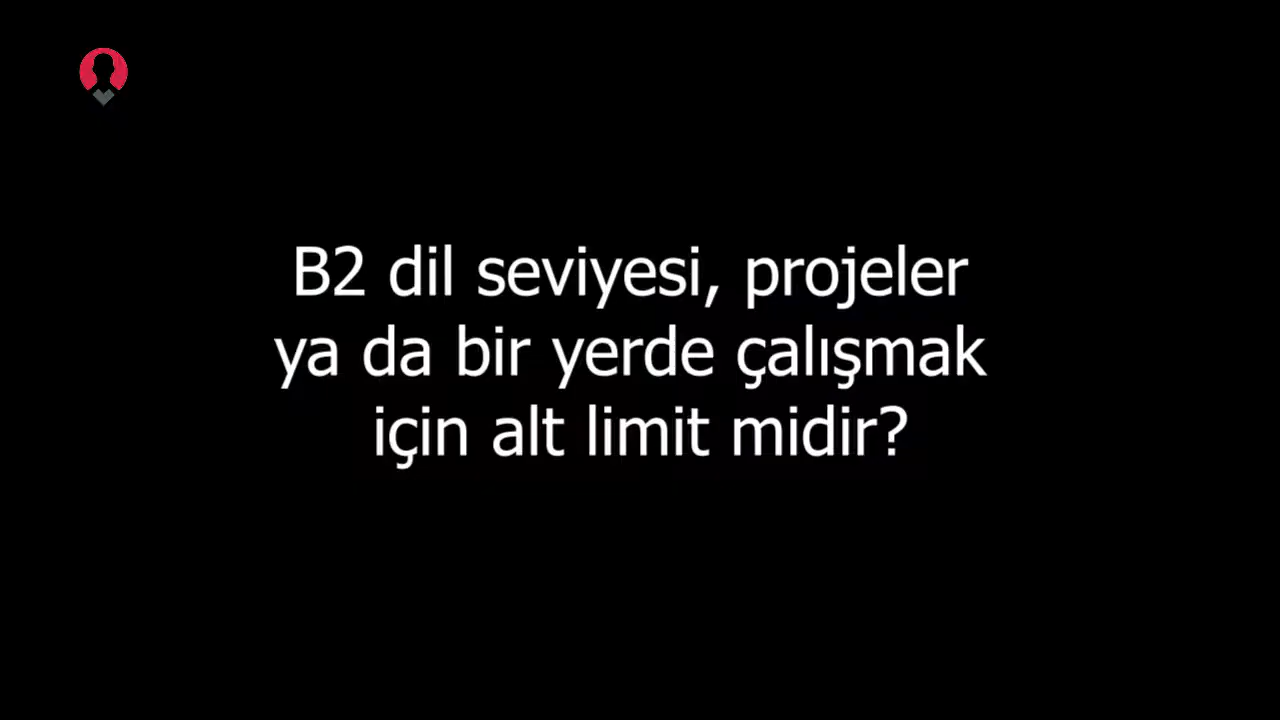 B2 dil seviyesi, projeler
ya da bir yerde çalışmak
için alt limit midir?